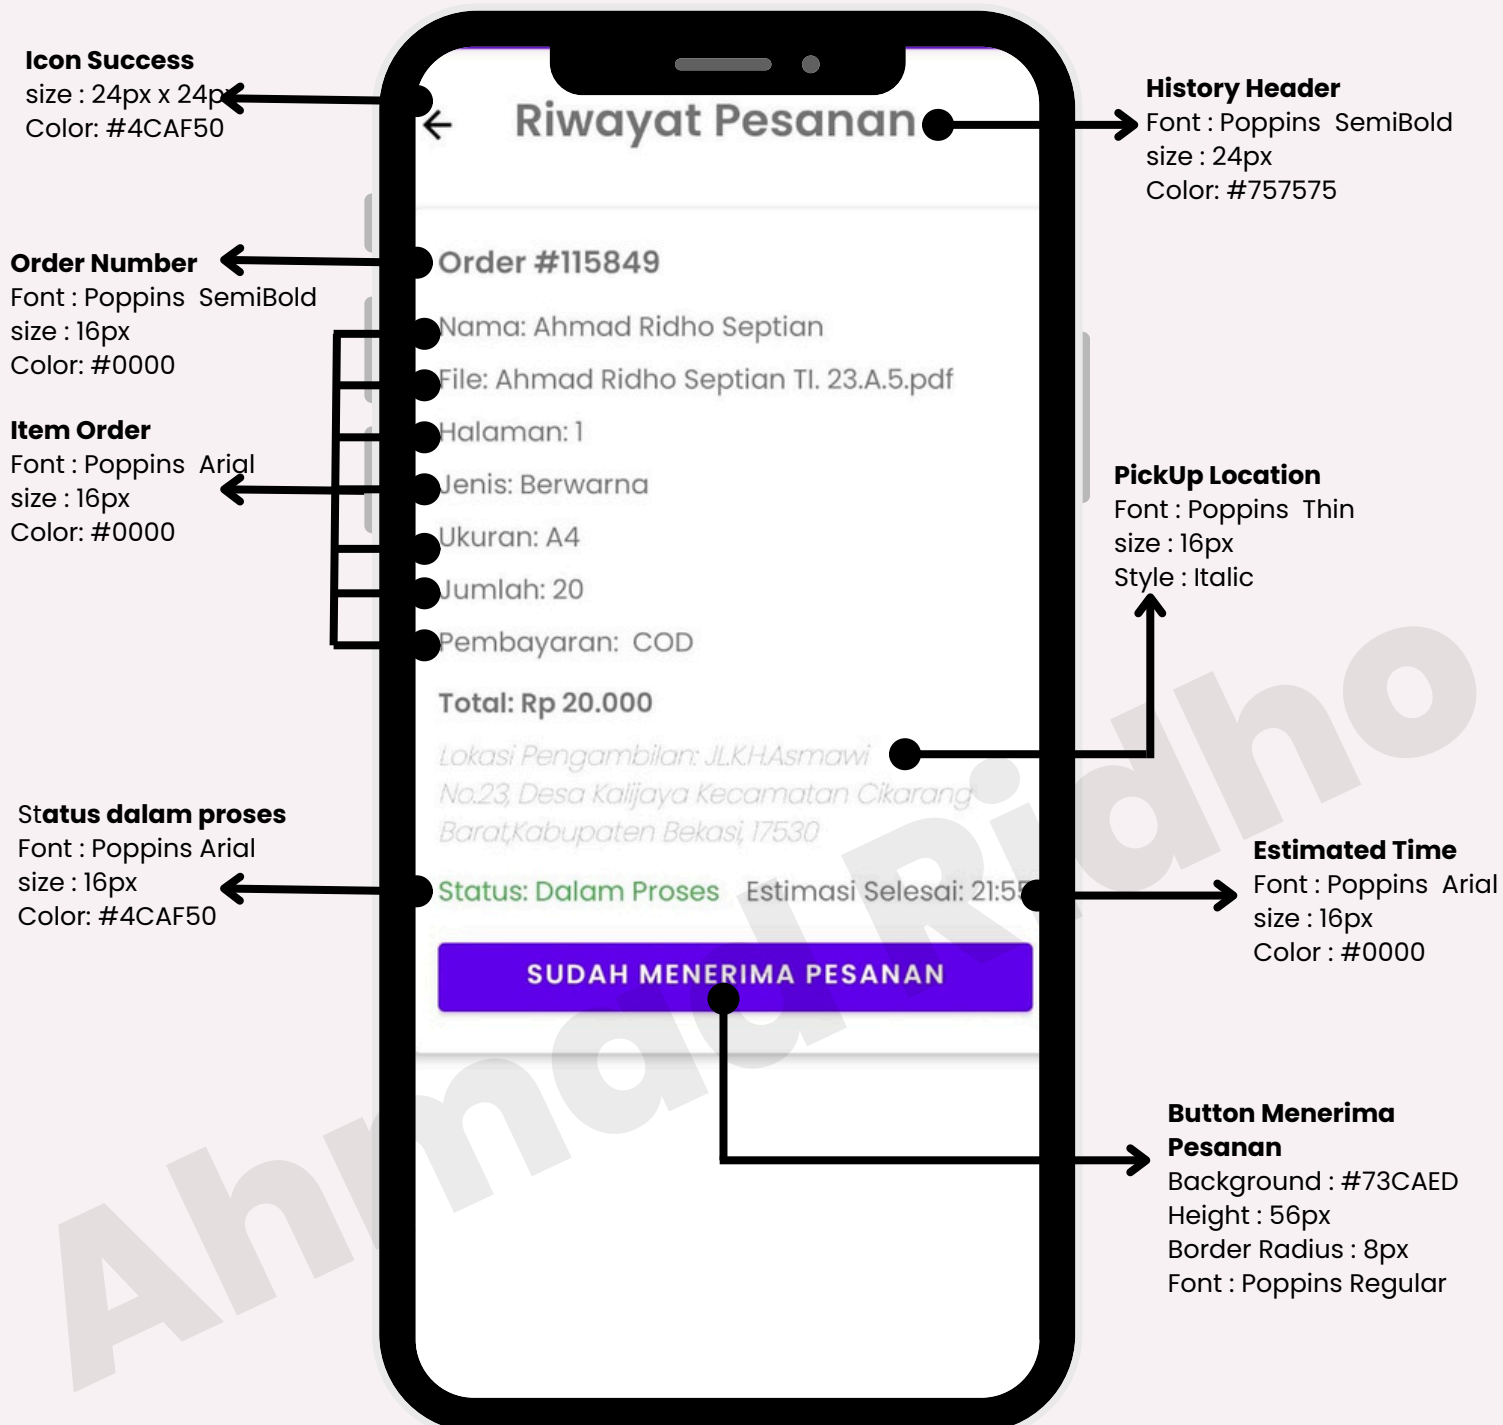 Icon Success
size : 24px x 24px
Color: #4CAF50
History Header
Font : Poppins  SemiBold
size : 24px
Color: #757575
Riwayat Pesanan
Order Number
Font : Poppins  SemiBold
size : 16px
Color: #0000
Item Order
Font : Poppins  Arial
size : 16px
Color: #0000
Order #115849
Nama: Ahmad Ridho Septian
File: Ahmad Ridho Septian TI. 23.A.5.pdf
Halaman: 1
Jenis: Berwarna
Ukuran: A4
Jumlah: 20
Pembayaran:  COD
Total: Rp 20.000
Lokasi Pengambilan: JL.KH.Asmawi
No.23, Desa Kalijaya Kecamatan Cikarang
Barat,Kabupaten Bekasi, 17530
Status: Dalam Proses   Estimasi Selesai: 21:55
SUDAH MENERIMA PESANAN
PickUp Location
Font : Poppins  Thin
size : 16px
Style : Italic
Status dalam proses
Font : Poppins Arial
size : 16px
Color: #4CAF50
Estimated Time
Font : Poppins  Arial
size : 16px
Color : #0000
Button Menerima
Pesanan
Background : #73CAED
Height : 56px
Border Radius : 8px
Font : Poppins Regular
Ahmad Ridho